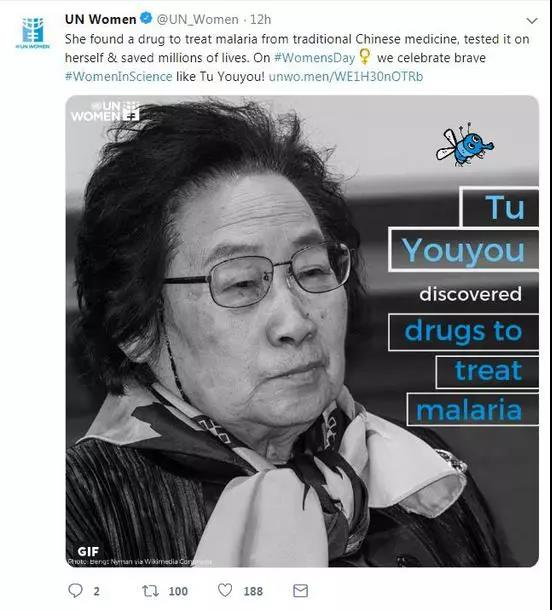 UN Women @UN_Women · 12h
She found a drug to treat malaria from traditional Chinese medicine, tested it on
herself & saved millions of lives. On #WomensDay ♀ we celebrate brave
#WomenInScience like Tu Youyou! unwo.men/WE1H30nOTRb
UN WOMEN
UN
WOMEN
Tu
Youyou
discovered
drugs to
treat
malaria
GIF
Photo: Bengt Nyman via Wikimedia Commons
2 100 188